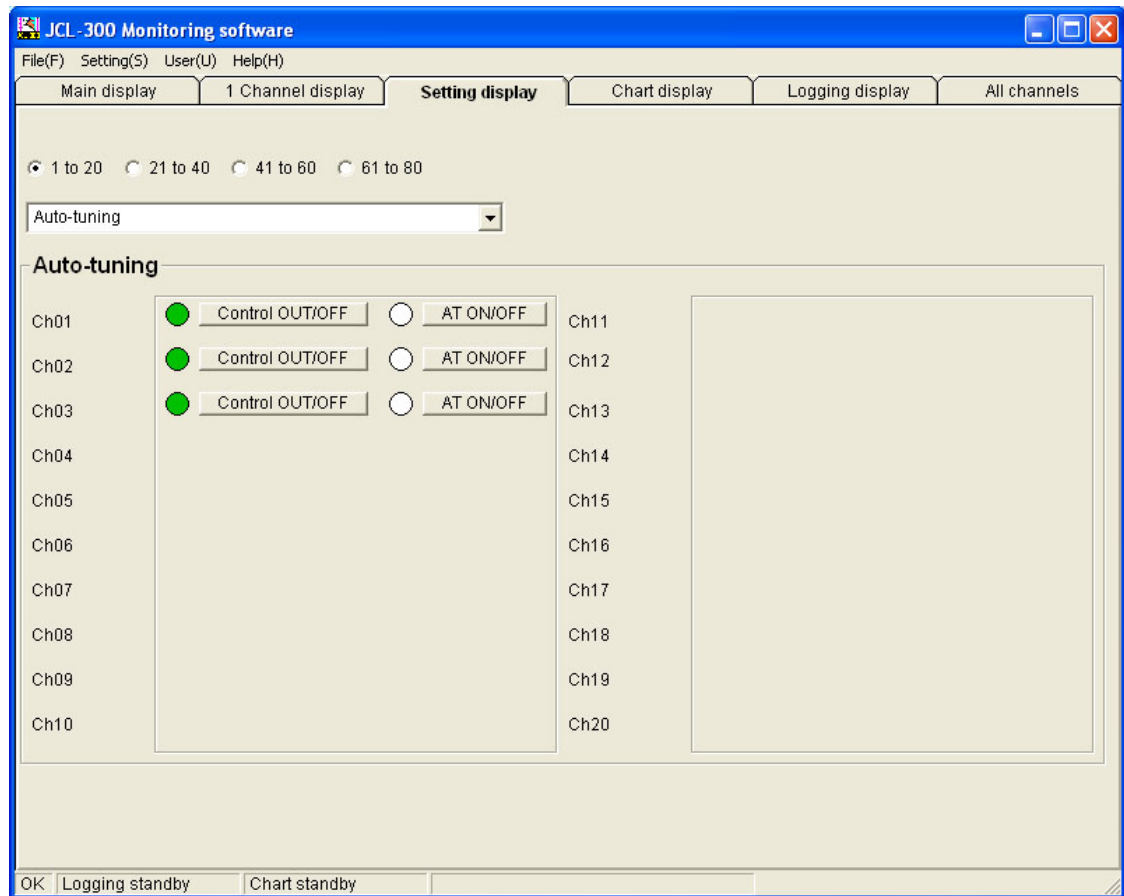 JCL-300 Monitoring software
File(F) Setting(S) User(U) Help(H)
Main display 1 Channel display Setting display Chart display Logging display All channels
1 to 20 21 to 40 41 to 60 61 to 80
Auto-tuning
Auto-tuning
Ch01 Control OUT/OFF AT ON/OFF Ch11
Ch02 Control OUT/OFF AT ON/OFF Ch12
Ch03 Control OUT/OFF AT ON/OFF Ch13
Ch04 Ch14
Ch05 Ch15
Ch06 Ch16
Ch07 Ch17
Ch08 Ch18
Ch09 Ch19
Ch10 Ch20
OK Logging standby Chart standby